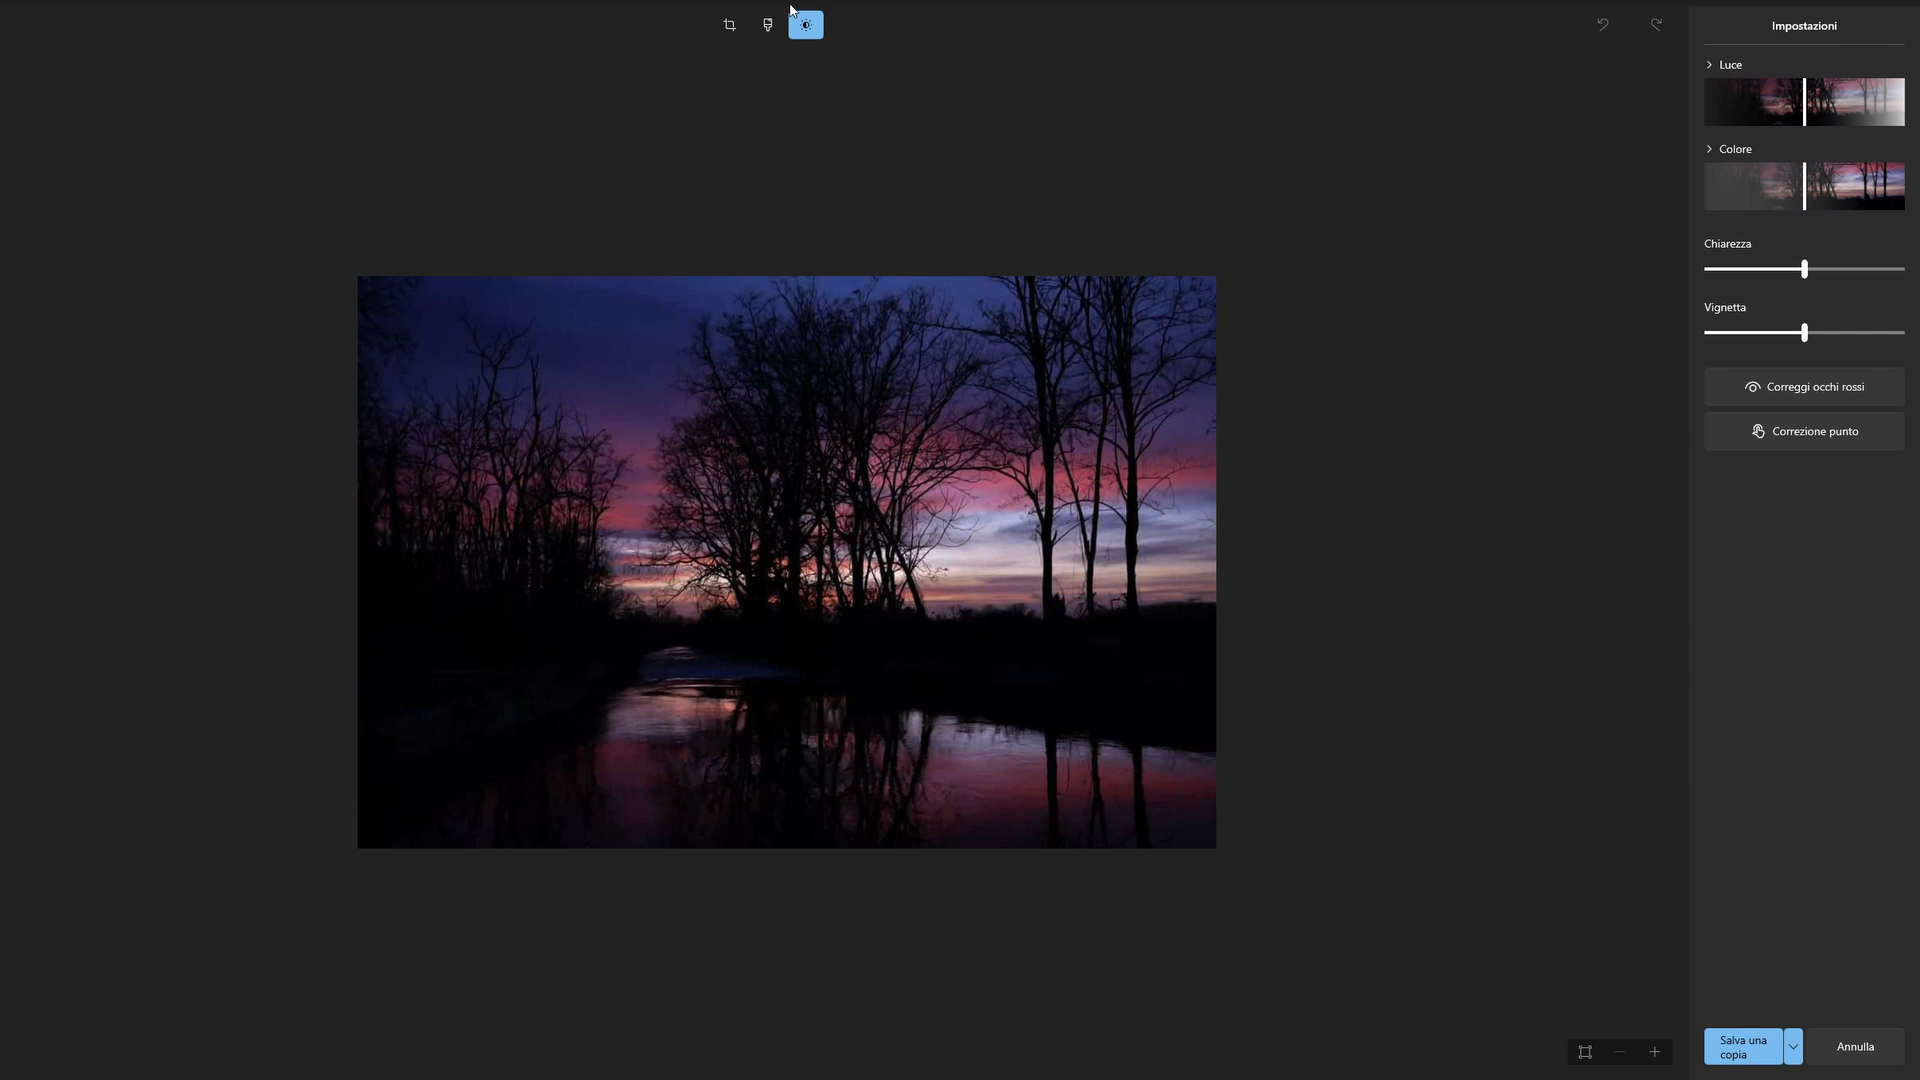 Impostazioni
Luce
Colore
Chiarezza
Vignetta
Correggi occhi rossi
Correzione punto
Salva una
copia
Annulla